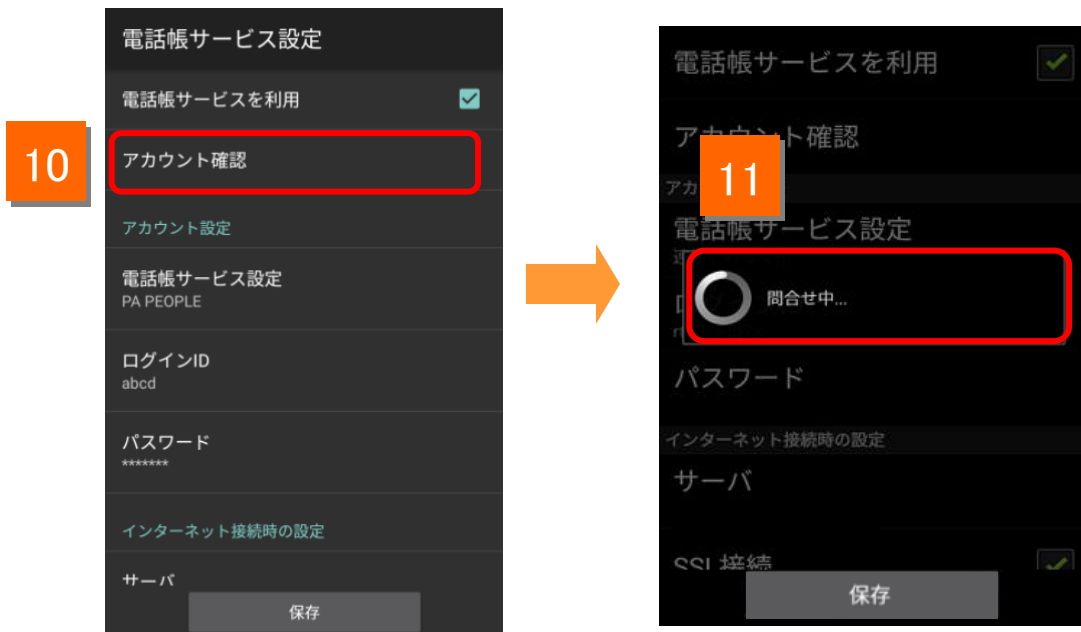 10
電話帳サービス設定
電話帳サービスを利用
アカウント確認
アカウント設定
電話帳サービス設定
PA PEOPLE
ログインID
abcd
パスワード
*******
インターネット接続時の設定
サーバ
保存
11
電話帳サービスを利用
アカウント確認
アカ
電話帳サービス設定
問合せ中...
パスワード
インターネット接続時の設定
サーバ
SSL接続
保存